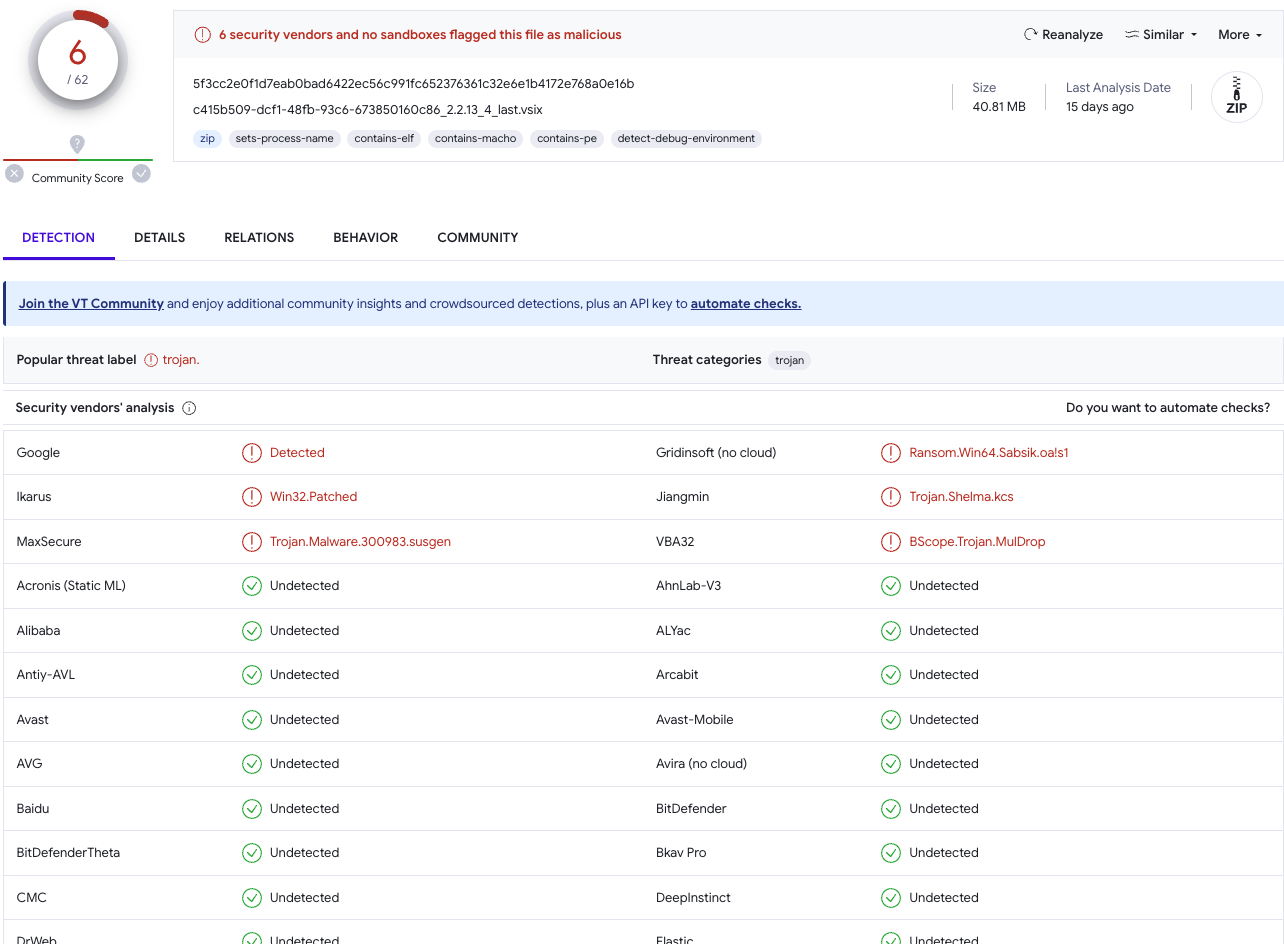 6
/ 62
Community Score
6 security vendors and no sandboxes flagged this file as malicious
Reanalyze
Similar
More
5f3cc2e0f1d7eab0bad6422ec56c991fc652376361c32e6e1b4172e768a0e16b
c415b509-dcf1-48fb-93c6-673850160c86_2.2.13_4_last.vsix
zip
sets-process-name
contains-elf
contains-macho
contains-pe
detect-debug-environment
Size
40.81 MB
Last Analysis Date
15 days ago
ZIP
DETECTION
DETAILS
RELATIONS
BEHAVIOR
COMMUNITY
Join the VT Community and enjoy additional community insights and crowdsourced detections, plus an API key to automate checks.
Popular threat label trojan.
Threat categories trojan
Security vendors' analysis
Do you want to automate checks?
Google Detected
Gridinsoft (no cloud) Ransom.Win64.Sabsik.oa!s1
Ikarus Win32.Patched
Jiangmin Trojan.Shelma.kcs
MaxSecure Trojan.Malware.300983.susgen
VBA32 BScope.Trojan.MulDrop
Acronis (Static ML) Undetected
AhnLab-V3 Undetected
Alibaba Undetected
ALYac Undetected
Antiy-AVL Undetected
Arcabit Undetected
Avast Undetected
Avast-Mobile Undetected
AVG Undetected
Avira (no cloud) Undetected
Baidu Undetected
BitDefender Undetected
BitDefenderTheta Undetected
Bkav Pro Undetected
CMC Undetected
DeepInstinct Undetected
DrWeb Undetected
Elastic Undetected